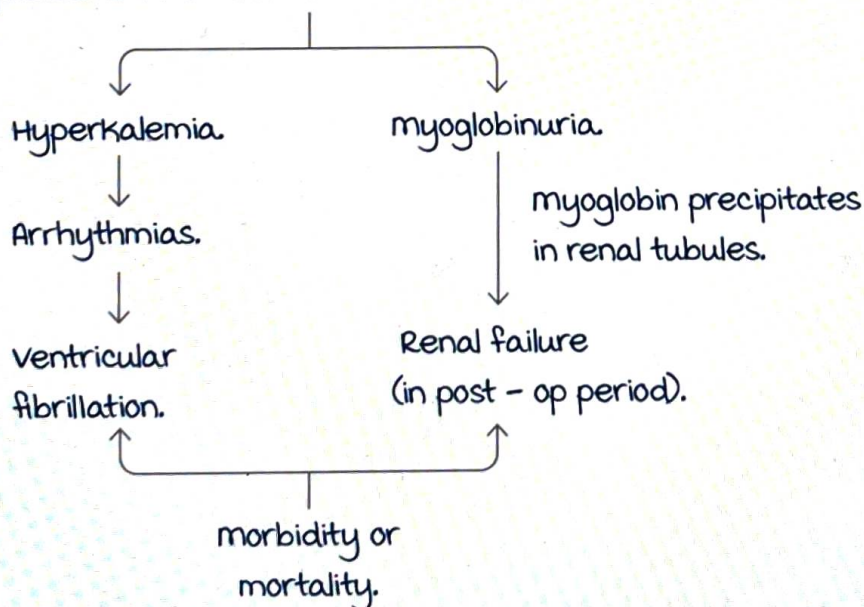 Hyperkalemia.
myoglobinuria.
myoglobin precipitates
in renal tubules.
Arrhythmias.
Ventricular
fibrillation.
Renal failure
(in post - op period).
morbidity or
mortality.